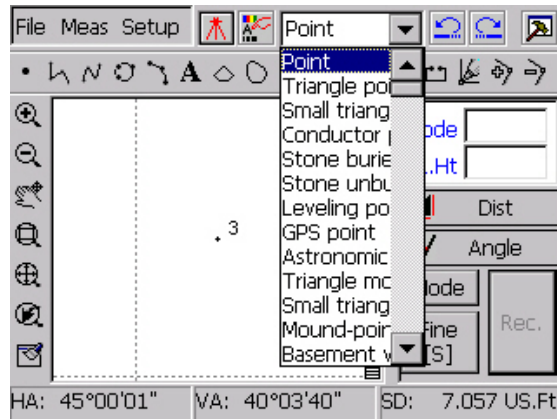 File Meas Setup Point
A
Point
Triangle poi
Small triang
Conductor
Stone burie
Stone unbu
Leveling po
GPS point
Astronomic
Triangle mo
Small triang
Mound-poin
Basement
ode
.Ht
3
Dist
Angle
ode
Fine
[S]
Rec.
HA: 45°00'01" VA: 40°03'40" SD: 7.057 US.Ft